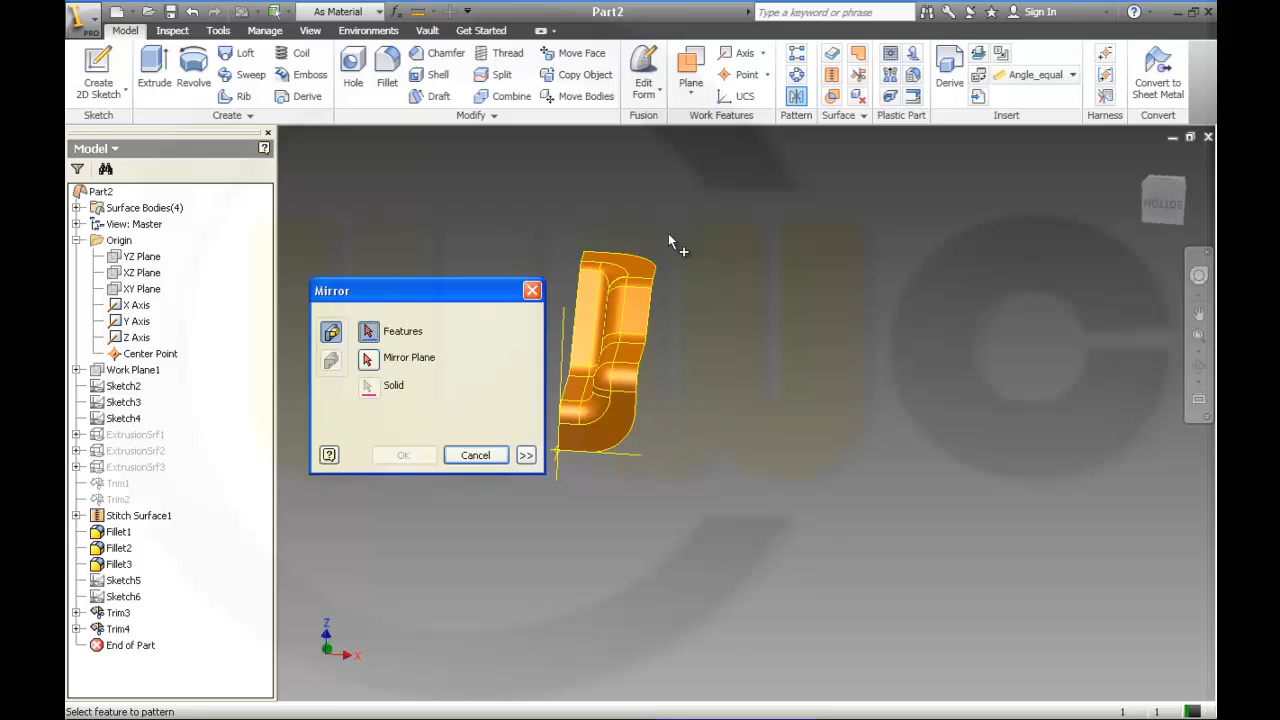 As Material
Part2
Type a keyword or phrase
Sign In
PRO
Model Inspect Tools Manage View Environments Vault Get Started
Create
2D Sketch
Extrude
Revolve
Loft
Sweep
Rib
Coil
Emboss
Derive
Hole
Fillet
Chamfer
Shell
Draft
Thread
Split
Combine
Move Face
Copy Object
Move Bodies
Edit
Form
Plane
Axis
Point
UCS
Derive
Angle_equal
Convert to
Sheet Metal
Sketch Create Modify Fusion Work Features Pattern Surface Plastic Part Insert Harness Convert
Model
Part2
Surface Bodies(4)
View: Master
Origin
YZ Plane
XZ Plane
XY Plane
X Axis
Y Axis
Z Axis
Center Point
Work Plane1
Sketch2
Sketch3
Sketch4
ExtrusionSrf1
ExtrusionSrf2
ExtrusionSrf3
Trim1
Trim2
Stitch Surface1
Fillet1
Fillet2
Fillet3
Sketch5
Sketch6
Trim3
Trim4
End of Part
Mirror
Features
Mirror Plane
Solid
OK Cancel >>
BOTTOM
Z
X
Select feature to pattern
1 1